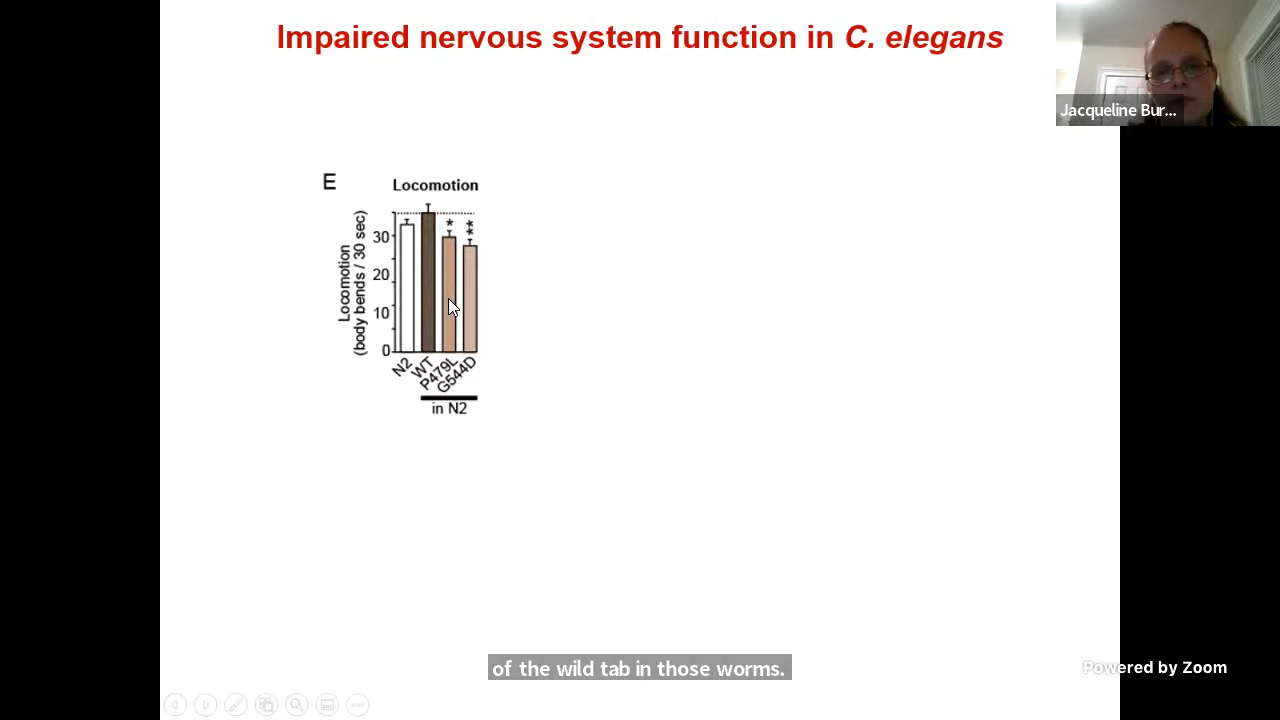 Impaired nervous system function in C. elegans
Jacqueline Bur...
E
Locomotion
Locomotion
(body bends / 30 sec)
30
20
10
0
* **
N2
WT
P479L
G544D
in N2
of the wild tab in those worms.
Powered by Zoom